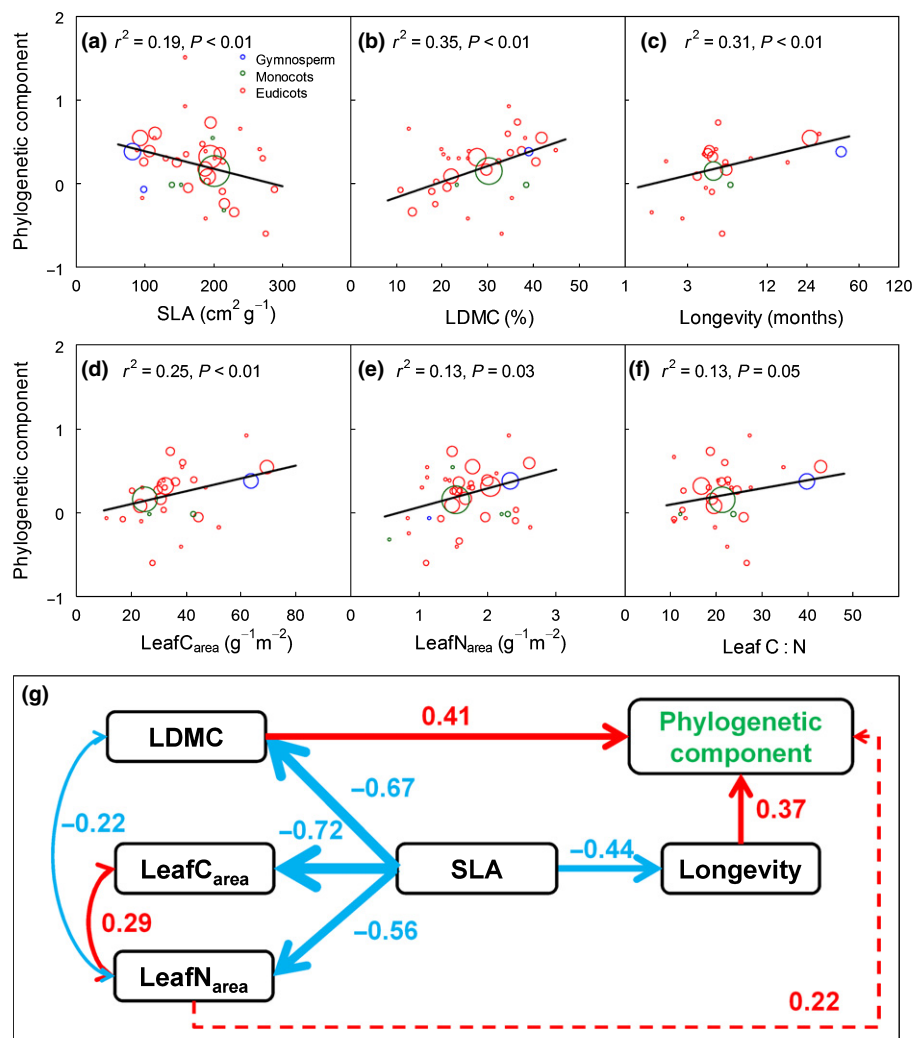 (a) r² = 0.19, P < 0.01
Gymnosperm
Monocots
Eudicots
(b) r² = 0.35, P < 0.01
(c) r² = 0.31, P < 0.01
Phylogenetic component
2
1
0
−1
0 100 200 300
SLA (cm² g⁻¹)
0 10 20 30 40 50
LDMC (%)
1 3 12 24 60 120
Longevity (months)
(d) r² = 0.25, P < 0.01
(e) r² = 0.13, P = 0.03
(f) r² = 0.13, P = 0.05
Phylogenetic component
2
1
0
−1
0 20 40 60 80
LeafCarea (g⁻¹m⁻²)
0 1 2 3
LeafNarea (g⁻¹m⁻²)
0 10 20 30 40 50
Leaf C : N
(g)
LDMC
0.41
Phylogenetic
component
−0.67
−0.22
−0.72
0.37
LeafCarea
SLA
−0.44
Longevity
0.29
−0.56
LeafNarea
0.22